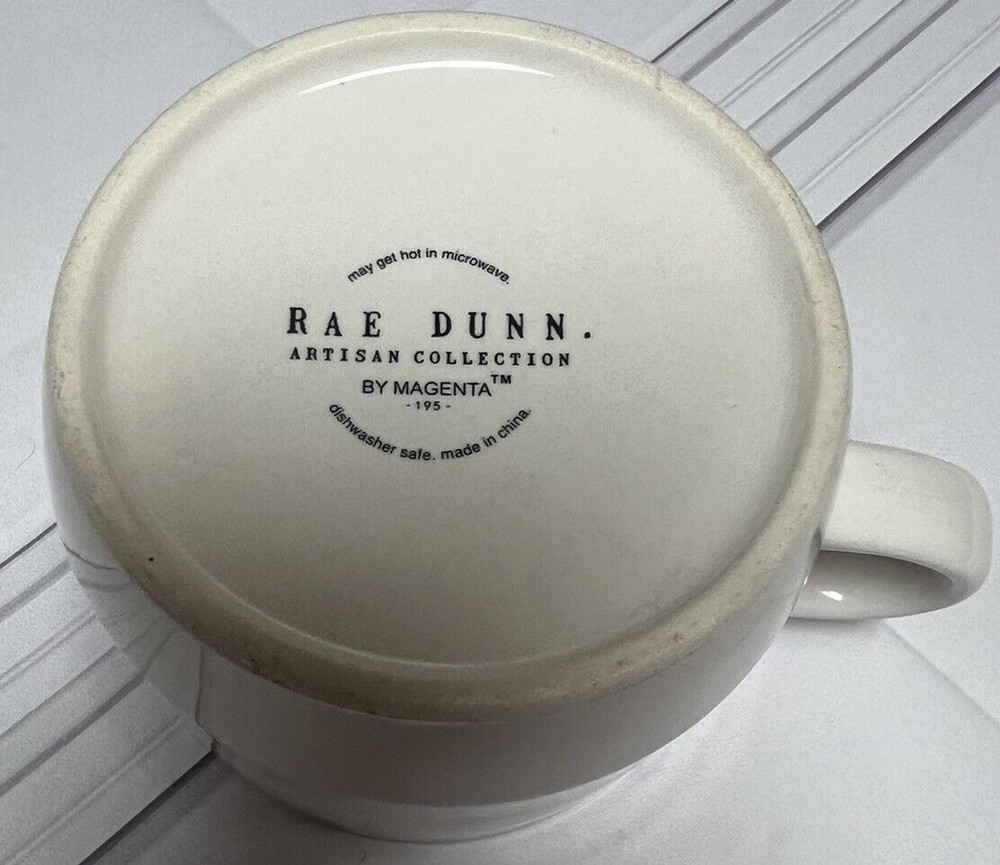 may get hot in microwave.
RAE DUNN.
ARTISAN COLLECTION
BY MAGENTA™
- 195 -
dishwasher safe. made in china.